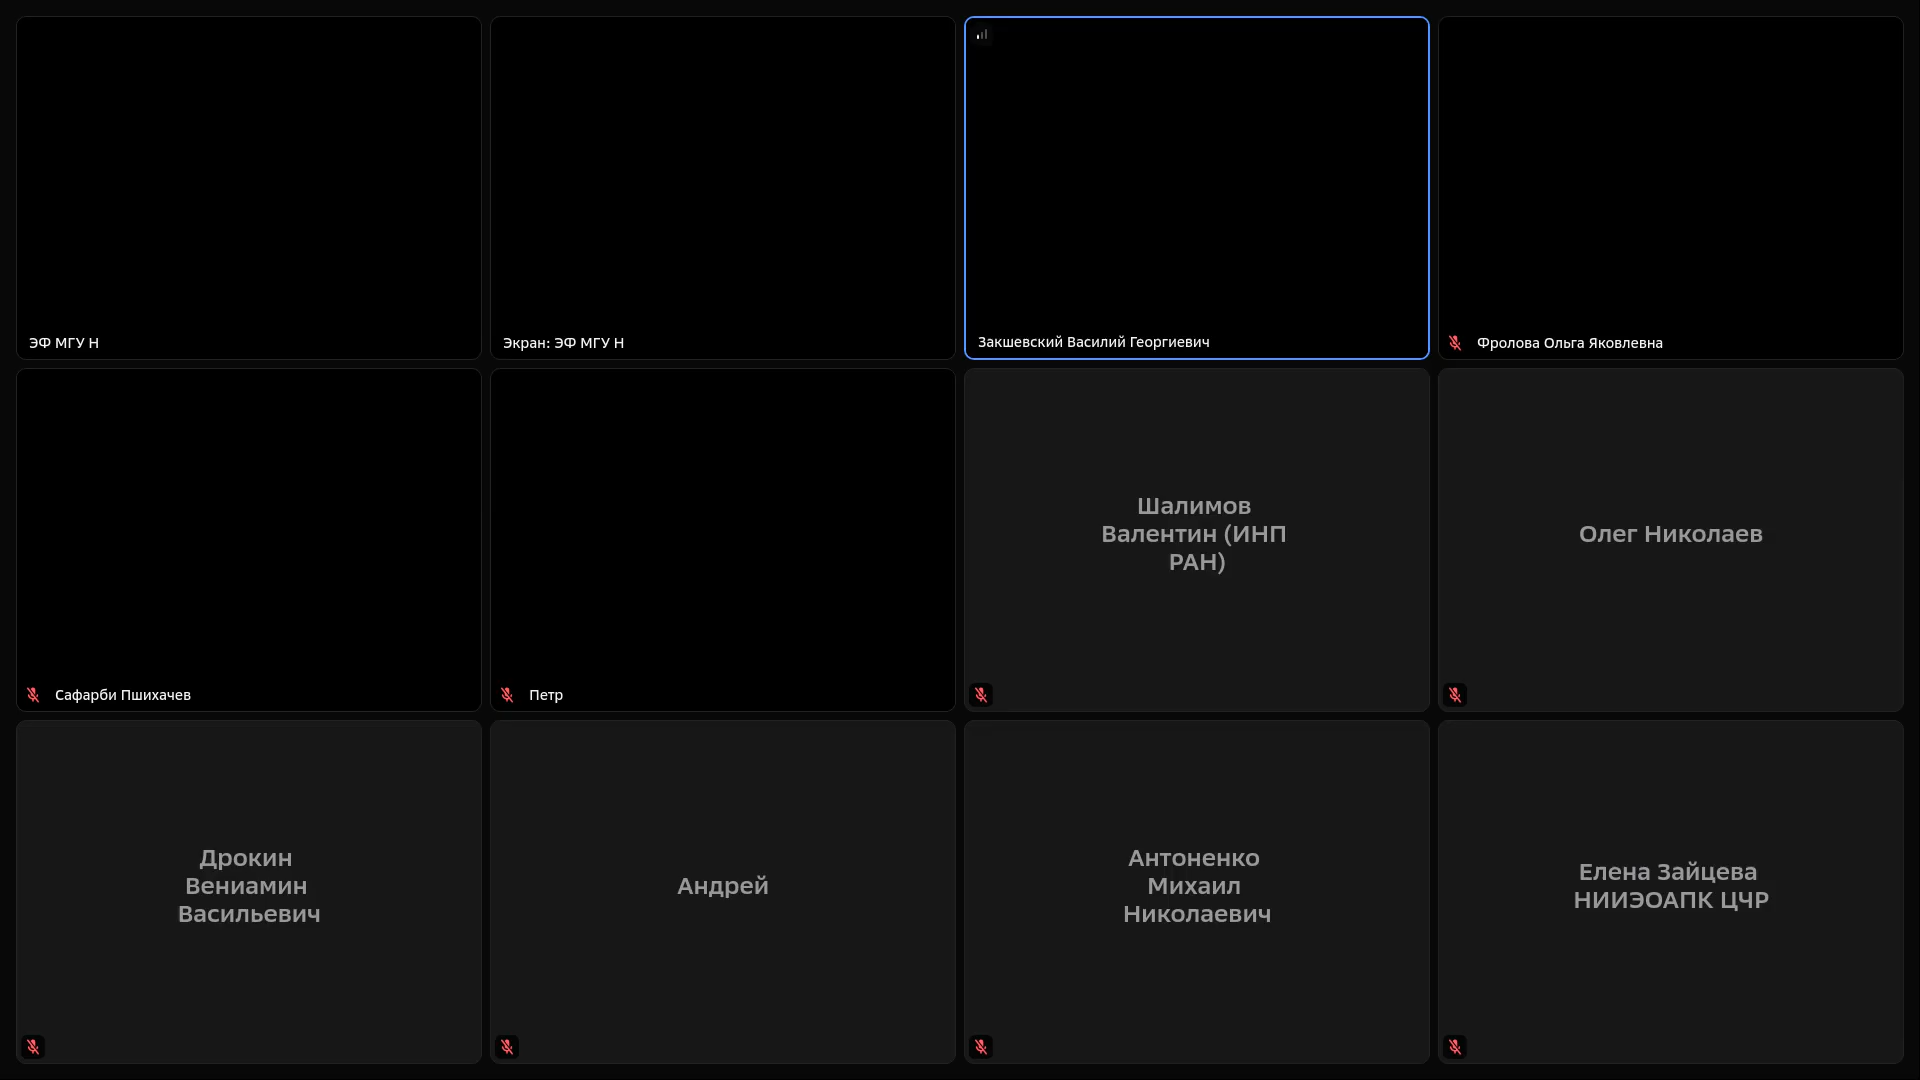 ЭФ МГУ Н
Экран: ЭФ МГУ Н
Закшевский Василий Георгиевич
Фролова Ольга Яковлевна
Сафарби Пшихачев
Петр
Шалимов
Валентин (ИНП
РАН)
Олег Николаев
Дрокин
Вениамин
Васильевич
Андрей
Антоненко
Михаил
Николаевич
Елена Зайцева
НИИЭОАПК ЦЧР